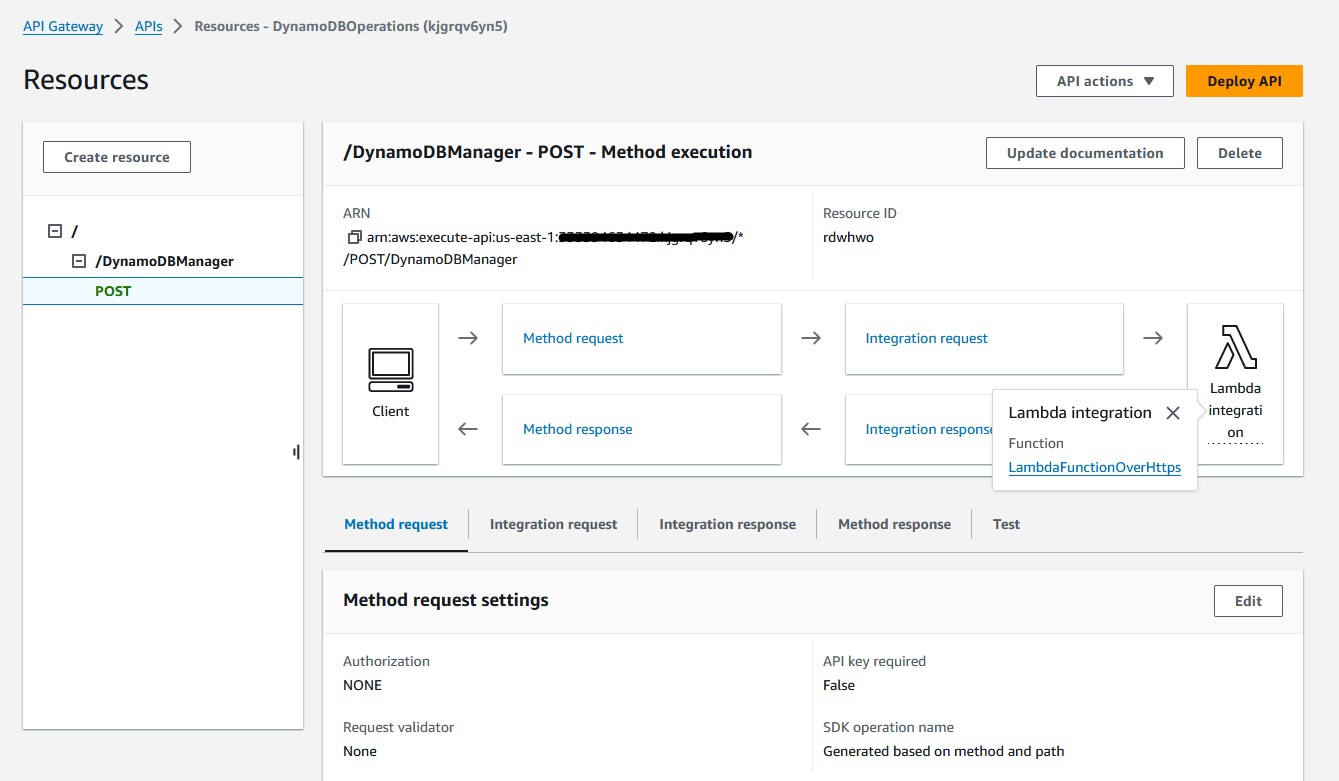 API Gateway > APIs > Resources - DynamoDBOperations (kjgrqv6yn5)
Resources
API actions ▼
Deploy API
Create resource
/
/DynamoDBManager
POST
/DynamoDBManager - POST - Method execution
Update documentation
Delete
ARN
arn:aws:execute-api:us-east-1:
/*
/POST/DynamoDBManager
Resource ID
rdwhwo
Client
Method request
Integration request
Method response
Integration response
Lambda
integrati
on
Lambda integration
Function
LambdaFunctionOverHttps
Method request
Integration request
Integration response
Method response
Test
Method request settings
Edit
Authorization
NONE
API key required
False
Request validator
None
SDK operation name
Generated based on method and path